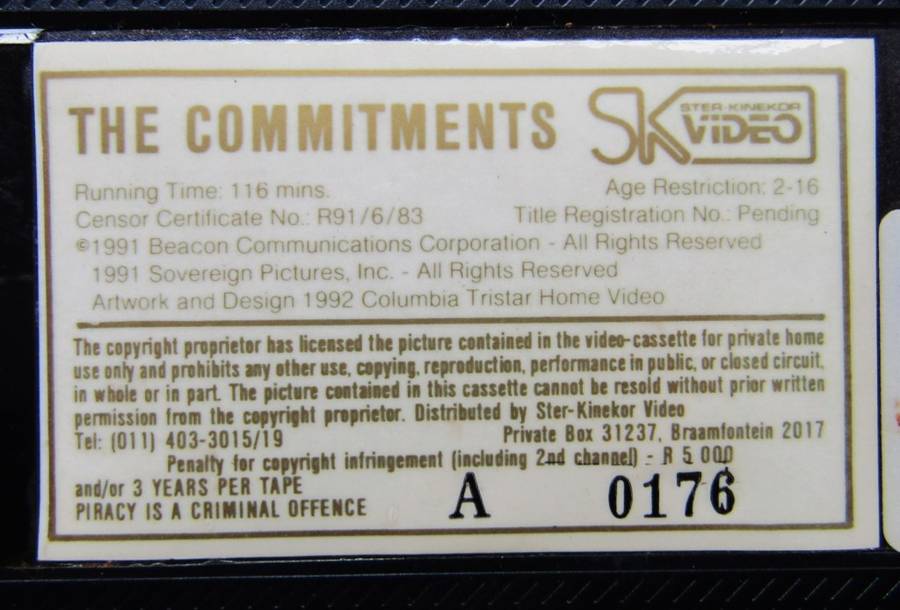 THE COMMITMENTS
SK STER-KINEKOR VIDEO
Running Time: 116 mins. Age Restriction: 2-16
Censor Certificate No.: R91/6/83 Title Registration No.: Pending
©1991 Beacon Communications Corporation - All Rights Reserved
1991 Sovereign Pictures, Inc. - All Rights Reserved
Artwork and Design 1992 Columbia Tristar Home Video
The copyright proprietor has licensed the picture contained in the video-cassette for private home
use only and prohibits any other use, copying, reproduction, performance in public, or closed circuit,
in whole or in part. The picture contained in this cassette cannot be resold without prior written
permission from the copyright proprietor. Distributed by Ster-Kinekor Video
Tel: (011) 403-3015/19 Private Box 31237, Braamfontein 2017
Penalty for copyright infringement (including 2nd channel) - R 5 000
and/or 3 YEARS PER TAPE
PIRACY IS A CRIMINAL OFFENCE A 0176